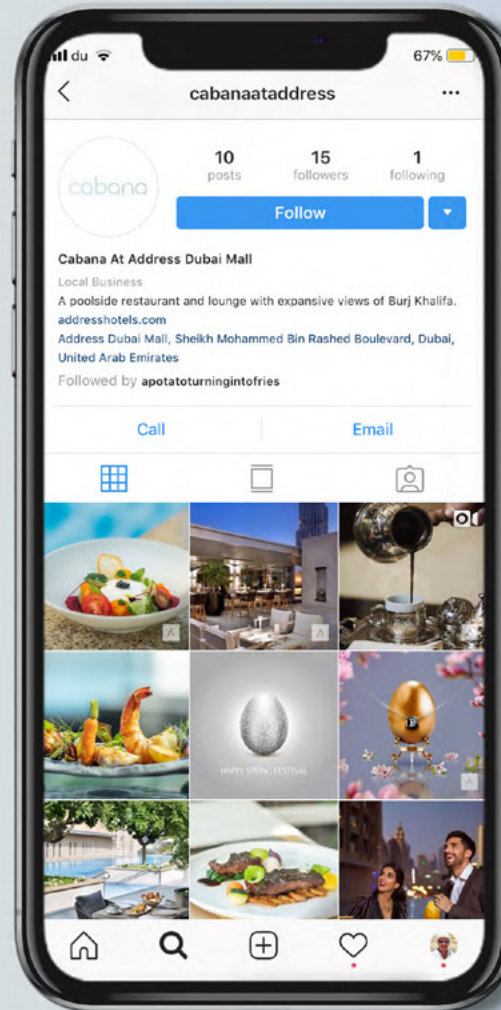 du
67%
cabanaataddress
cabana
10
posts
15
followers
1
following
Follow
Cabana At Address Dubai Mall
Local Business
A poolside restaurant and lounge with expansive views of Burj Khalifa.
addresshotels.com
Address Dubai Mall, Sheikh Mohammed Bin Rashed Boulevard, Dubai,
United Arab Emirates
Followed by apotatoturningintofries
Call
Email
HAPPY SPRING FESTIVAL